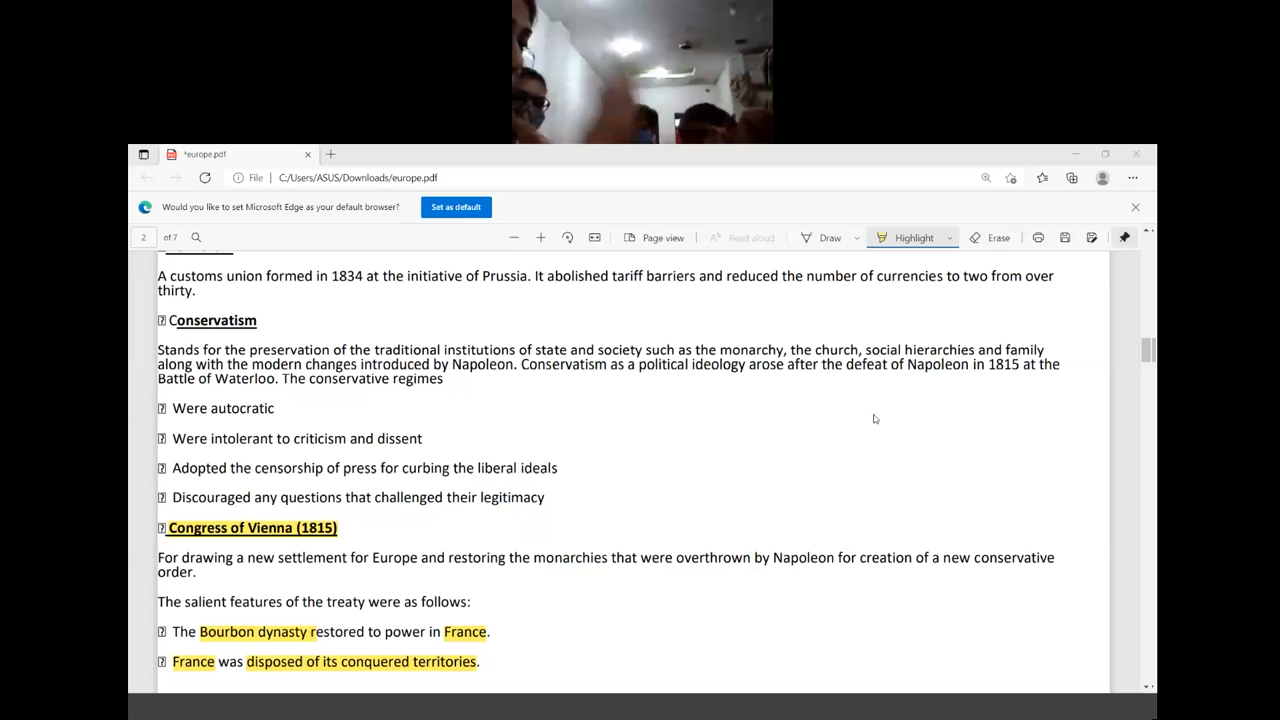 *europe.pdf
File C:/Users/ASUS/Downloads/europe.pdf
Would you like to set Microsoft Edge as your default browser? Set as default
2 of 7 Page view Read aloud Draw Highlight Erase
A customs union formed in 1834 at the initiative of Prussia. It abolished tariff barriers and reduced the number of currencies to two from over
thirty.
Conservatism
Stands for the preservation of the traditional institutions of state and society such as the monarchy, the church, social hierarchies and family
along with the modern changes introduced by Napoleon. Conservatism as a political ideology arose after the defeat of Napoleon in 1815 at the
Battle of Waterloo. The conservative regimes
Were autocratic
Were intolerant to criticism and dissent
Adopted the censorship of press for curbing the liberal ideals
Discouraged any questions that challenged their legitimacy
Congress of Vienna (1815)
For drawing a new settlement for Europe and restoring the monarchies that were overthrown by Napoleon for creation of a new conservative
order.
The salient features of the treaty were as follows:
The Bourbon dynasty restored to power in France.
France was disposed of its conquered territories.